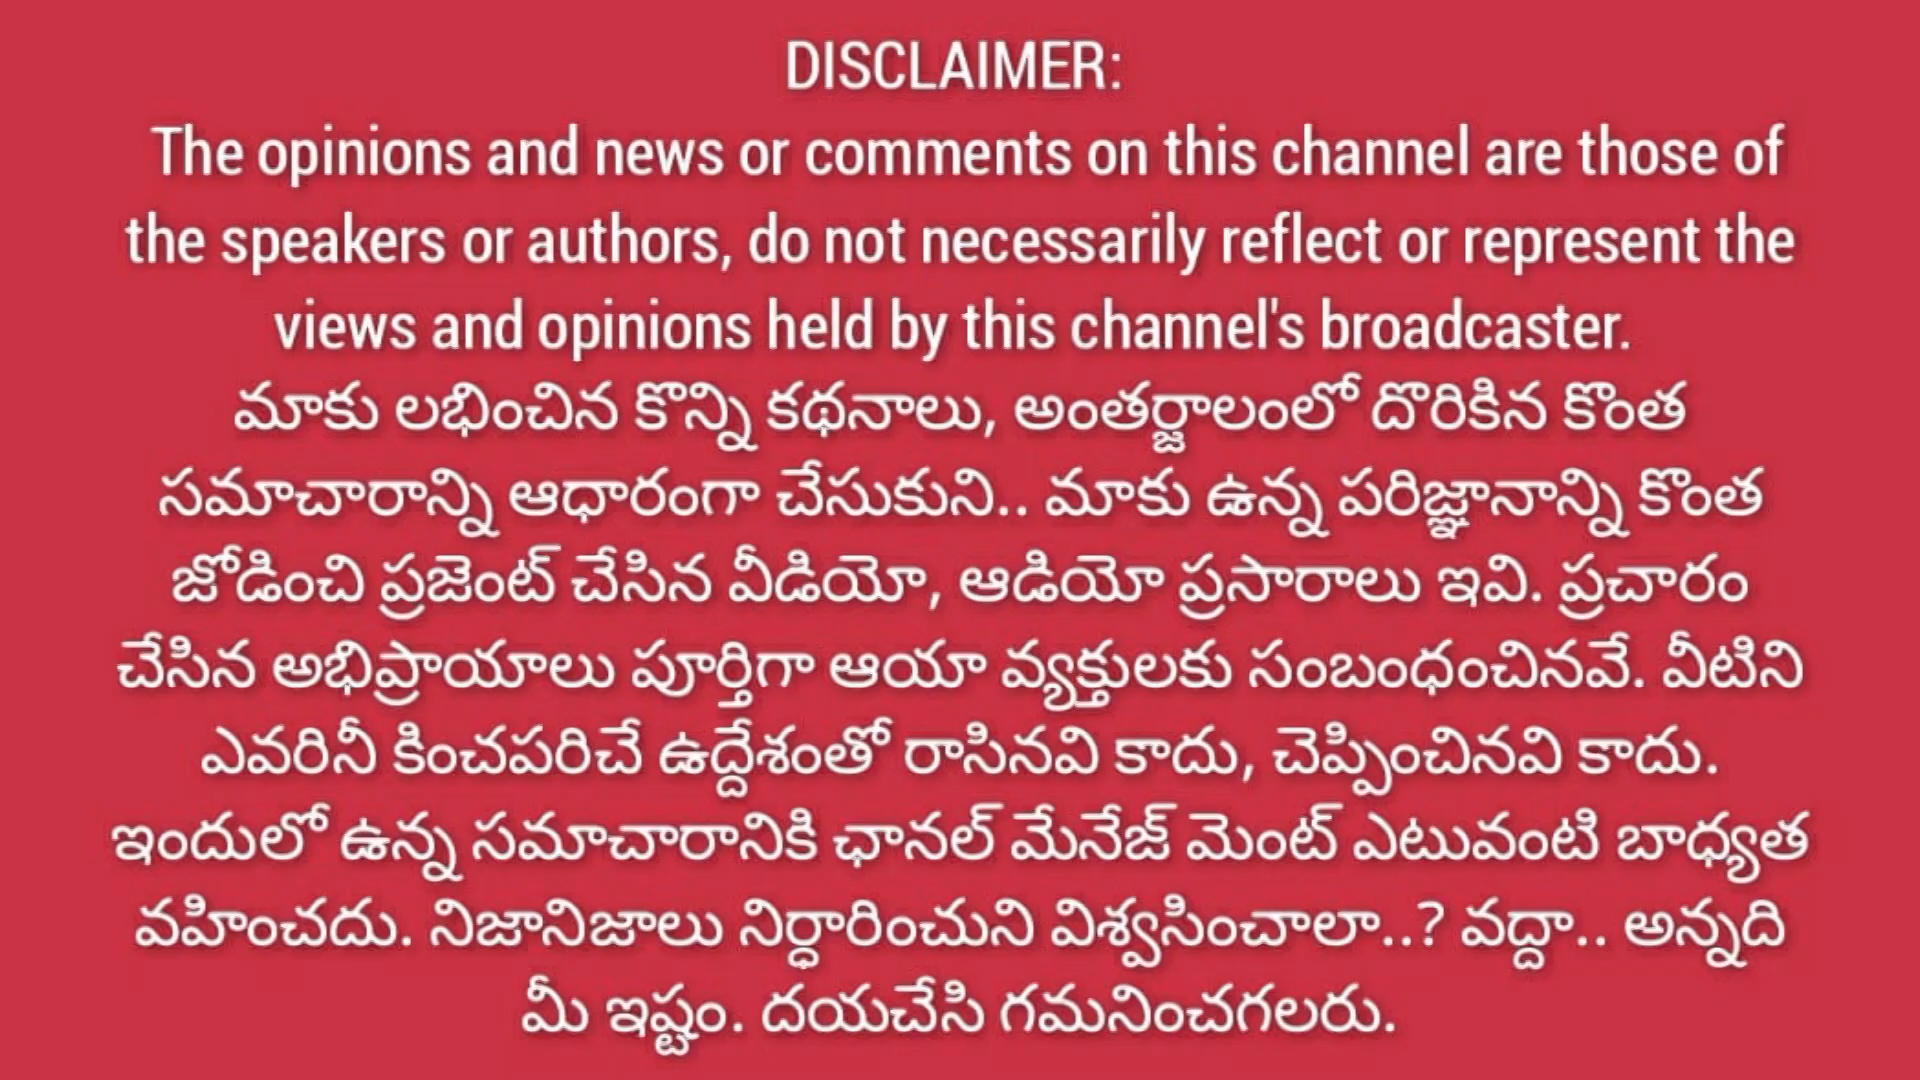 DISCLAIMER:
The opinions and news or comments on this channel are those of
the speakers or authors, do not necessarily reflect or represent the
views and opinions held by this channel's broadcaster.
మాకు లభించిన కొన్ని కథనాలు, అంతర్జాలంలో దొరికిన కొంత
సమాచారాన్ని ఆధారంగా చేసుకుని.. మాకు ఉన్న పరిజ్ఞానాన్ని కొంత
జోడించి ప్రజెంట్ చేసిన వీడియో, ఆడియో ప్రసారాలు ఇవి. ప్రచారం
చేసిన అభిప్రాయాలు పూర్తిగా ఆయా వ్యక్తులకు సంబంధంచినవే. వీటిని
ఎవరినీ కించపరిచే ఉద్దేశంతో రాసినవి కాదు, చెప్పించినవి కాదు.
ఇందులో ఉన్న సమాచారానికి ఛానల్ మేనేజ్ మెంట్ ఎటువంటి బాధ్యత
వహించదు. నిజానిజాలు నిర్ధారించుని విశ్వసించాలా..? వద్దా.. అన్నది
మీ ఇష్టం. దయచేసి గమనించగలరు.